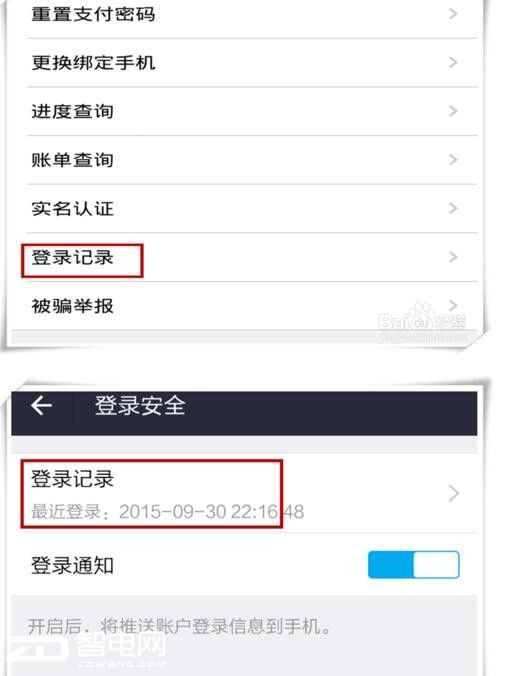 重置支付密码
更换绑定手机
进度查询
账单查询
实名认证
登录记录
被骗举报
Baidu经验
jingyan.baidu.com
登录安全
登录记录
最近登录：2015-09-30 22:16:48
登录通知
开启后，将推送账户登录信息到手机。
ZD 智电网
ZDWANG.COM